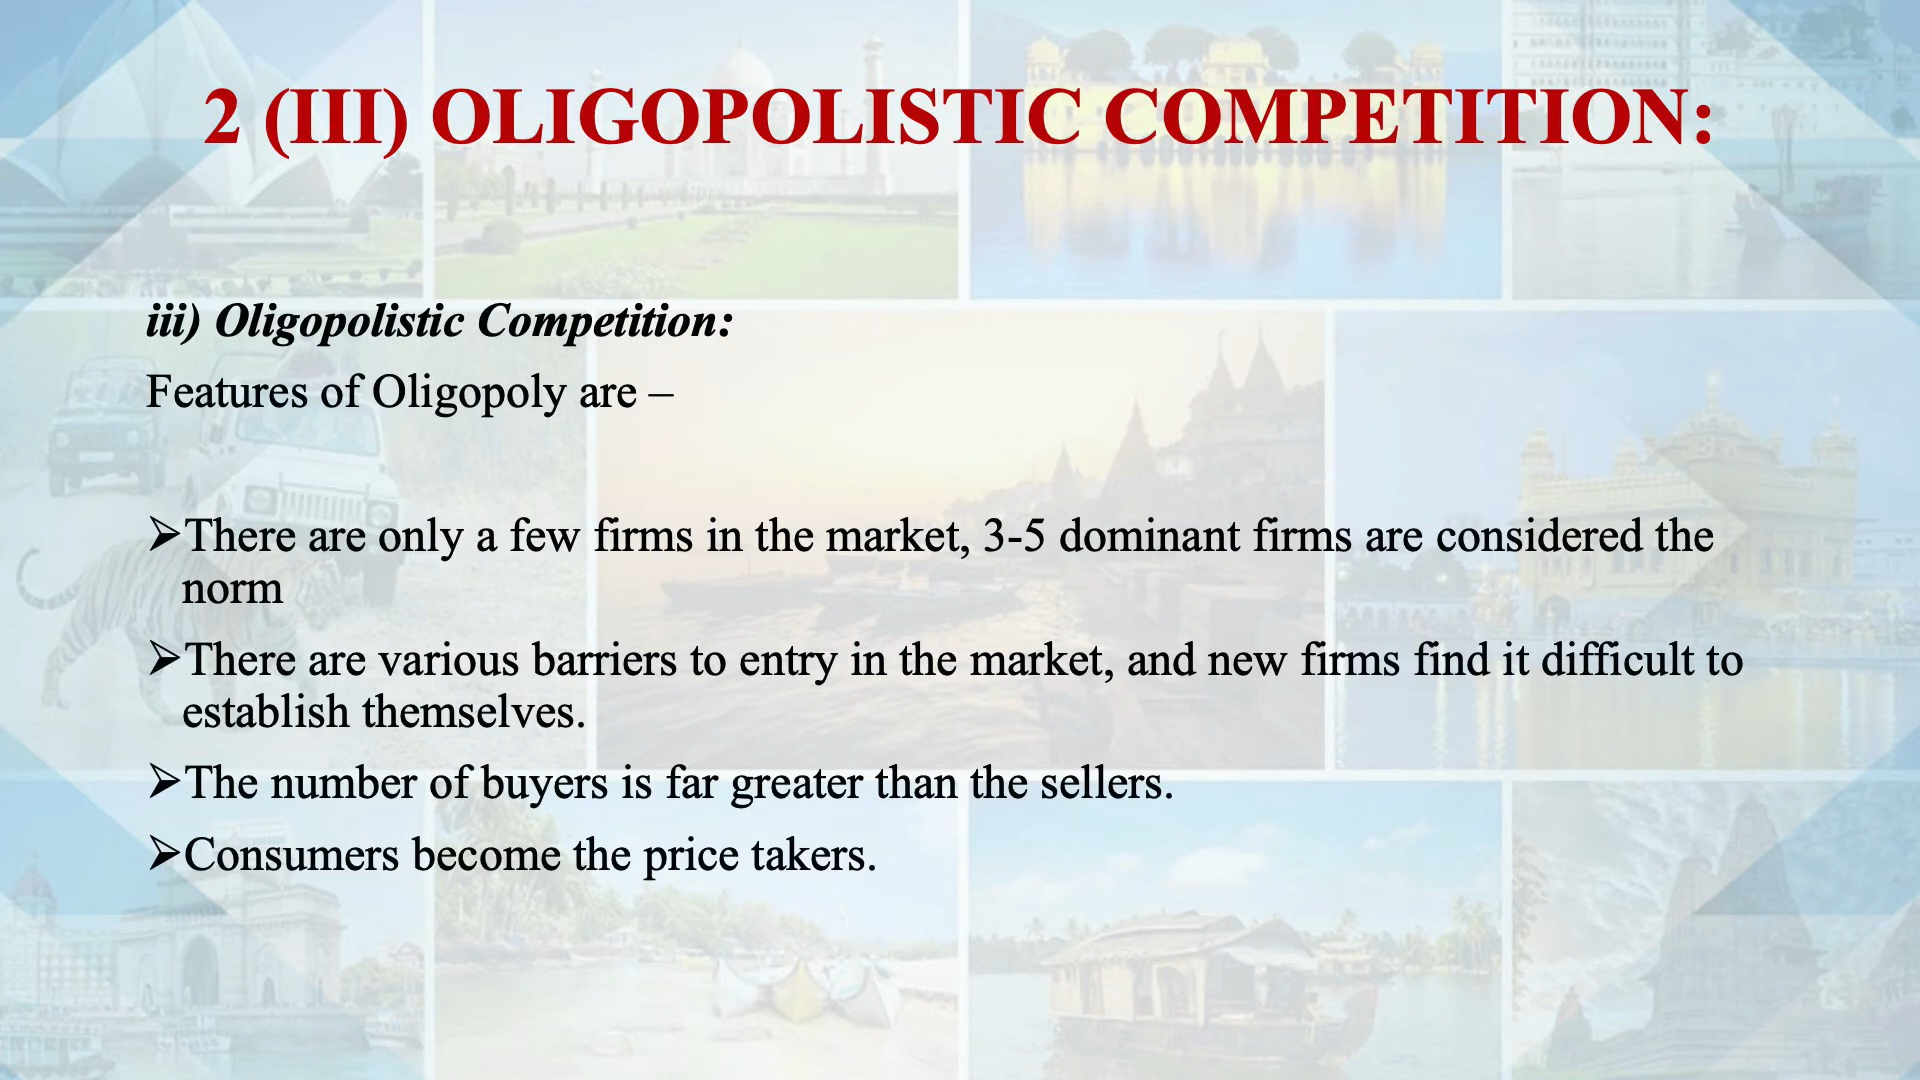 2 (III) OLIGOPOLISTIC COMPETITION:
iii) Oligopolistic Competition:
Features of Oligopoly are –
➢There are only a few firms in the market, 3-5 dominant firms are considered the
norm
➢There are various barriers to entry in the market, and new firms find it difficult to
establish themselves.
➢The number of buyers is far greater than the sellers.
➢Consumers become the price takers.